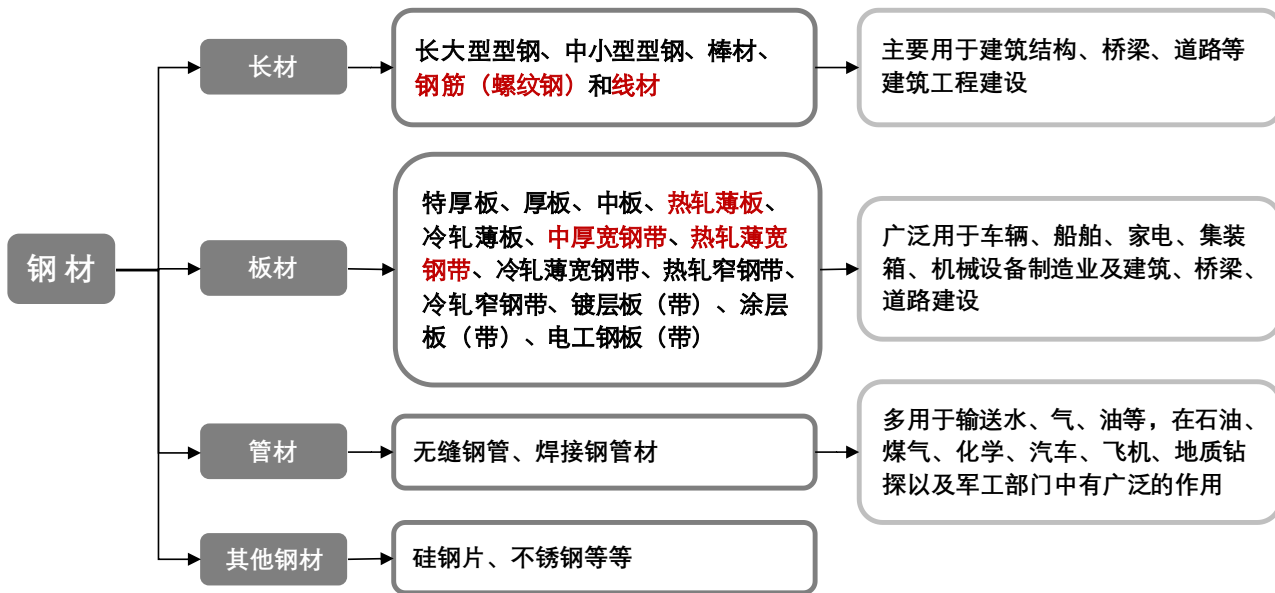 钢材
长材
长大型型钢、中小型型钢、棒材、
钢筋（螺纹钢）和线材
主要用于建筑结构、桥梁、道路等
建筑工程建设
板材
特厚板、厚板、中板、热轧薄板、
冷轧薄板、中厚宽钢带、热轧薄宽
钢带、冷轧薄宽钢带、热轧窄钢带、
冷轧窄钢带、镀层板（带）、涂层
板（带）、电工钢板（带）
广泛用于车辆、船舶、家电、集装
箱、机械设备制造业及建筑、桥梁、
道路建设
管材
无缝钢管、焊接钢管材
多用于输送水、气、油等，在石油、
煤气、化学、汽车、飞机、地质钻
探以及军工部门中有广泛的作用
其他钢材
硅钢片、不锈钢等等